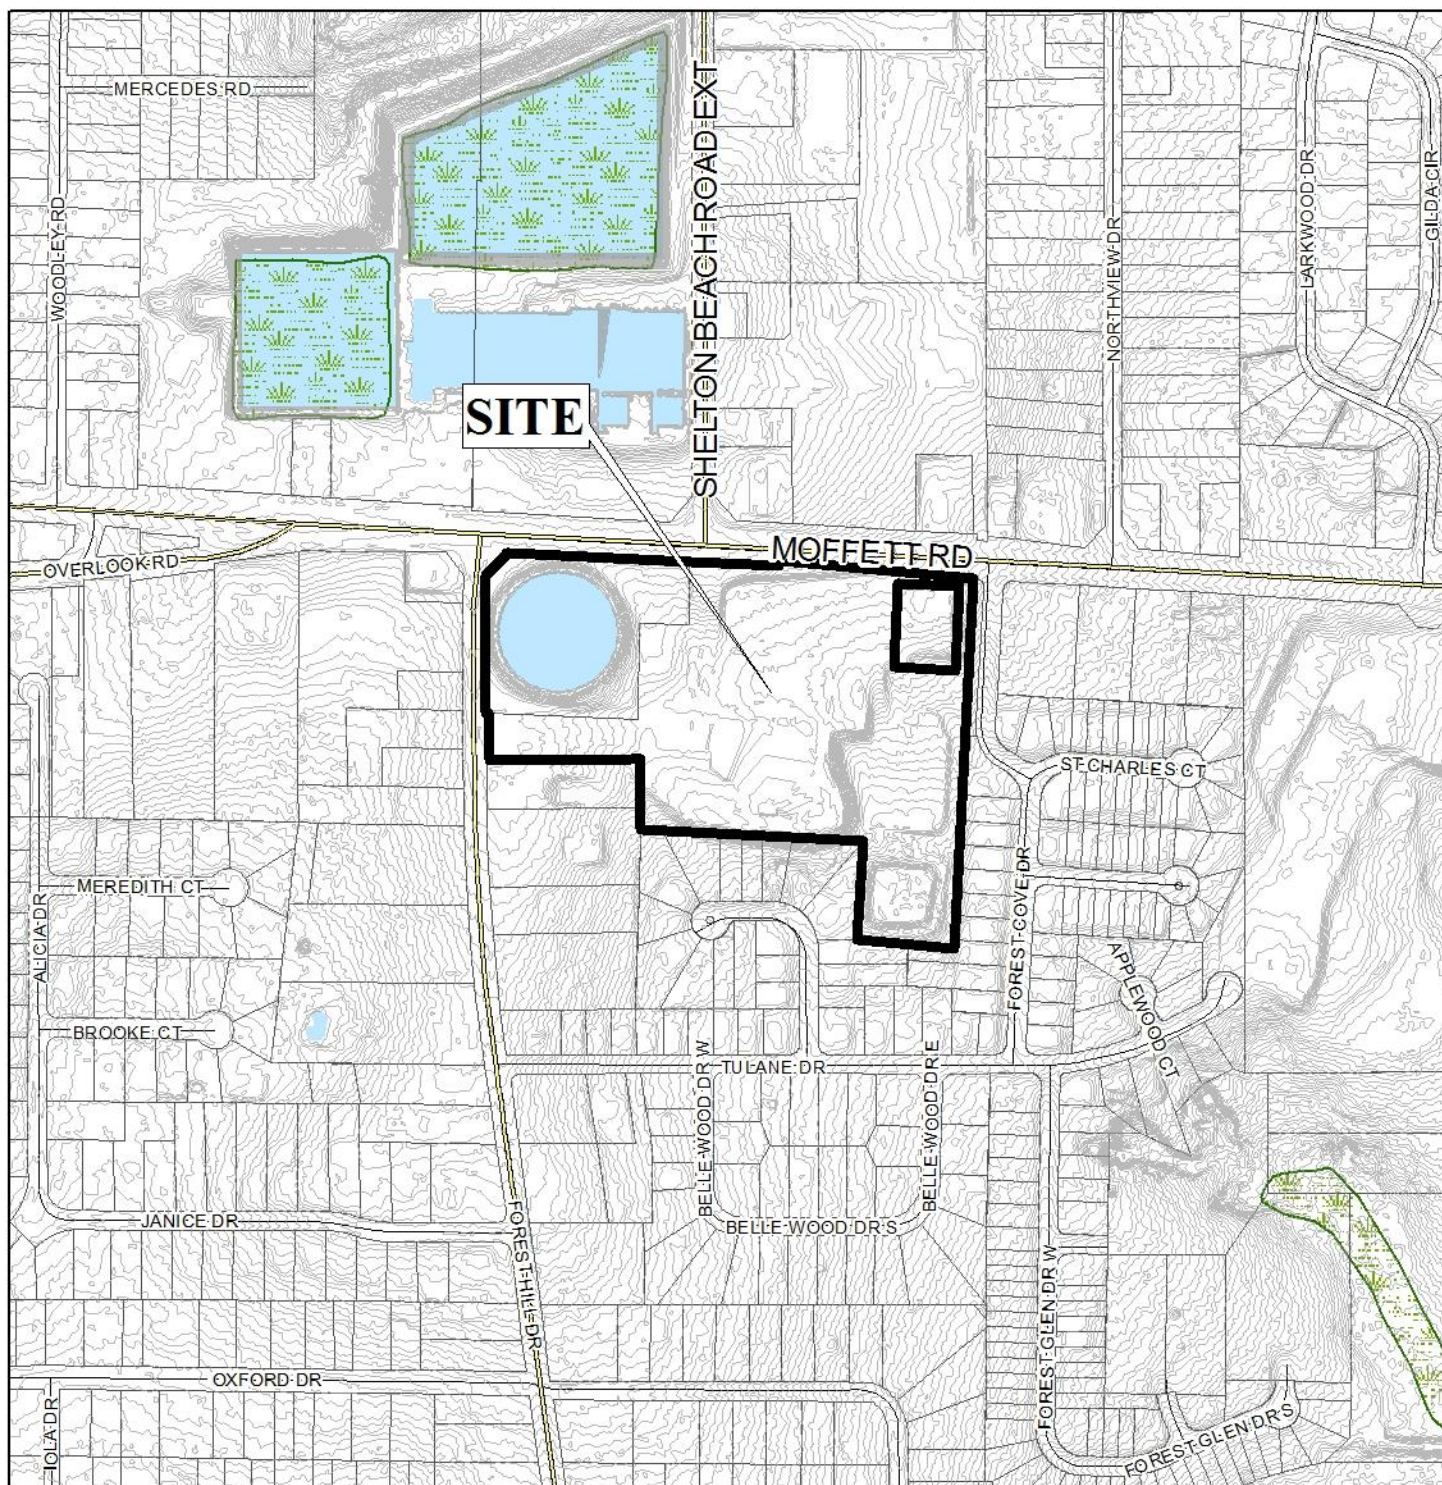 MERCEDES RD
SHELTON BEACH ROAD EXT
WOODLEY RD
NORTHVIEW DR
LARKWOOD DR
GILDA CIR
SITE
MOFFETT RD
OVERLOOK RD
ST CHARLES CT
MEREDITH CT
ALICIA DR
FOREST COVE DR
APPLEWOOD CT
BROOKE CT
TULANE DR
BELLE WOOD DR W
BELLE WOOD DR E
JANICE DR
BELLE WOOD DR S
FOREST HILL DR
FOREST GLEN DR W
OXFORD DR
IOLA DR
FOREST GLEN DR S